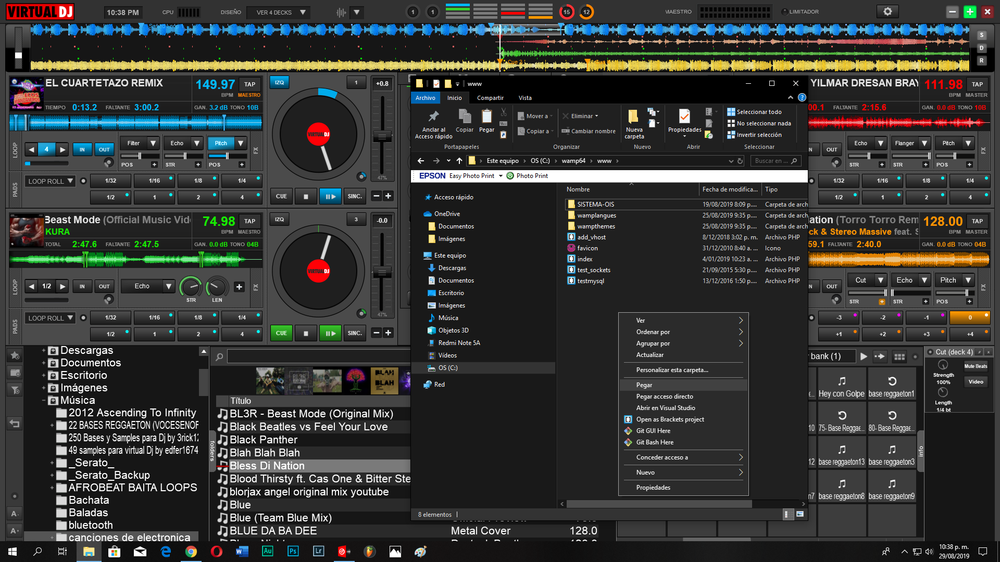 VIRTUAL DJ
10:38 PM
CPU
DISEÑO
VER 4 DECKS
1
1
15
12
MAESTRO
LIMITADOR
Cue 2
Cue 3
S
D
R
EL CUARTETAZO REMIX
149.97
TAP
BPM
MAESTRO
TIEMPO 0:13.2 FALTANTE 3:00.2
GAN. 3.2 dB TONO 10B
LOOP
4
IN
OUT
Filter
Echo
Pitch
POS
STR
POS
FX
PADS
LOOP ROLL
1/32
1/16
1/8
1/4
1/2
1
2
4
IZQ
1
+0.8
VIRTUALDJ
47%
CUE
SINC.
Beast Mode (Official Music Vid
KURA
74.98
TAP
BPM
MAESTRO
TOTAL 2:47.6 FALTANTE 2:47.5
GAN. 0.0 dB TONO 04B
LOOP
1/2
IN
OUT
Echo
STR
LEN
FX
PADS
LOOP ROLL
1/32
1/16
1/8
1/4
1/2
1
2
4
IZQ
3
-0.0
VIRTUALDJ
47%
CUE
SINC.
www
Archivo
Inicio
Compartir
Vista
Anclar al
Acceso rápido
Copiar
Pegar
Portapapeles
Mover a
Copiar a
Eliminar
Cambiar nombre
Organizar
Nueva
carpeta
Nuevo
Propiedades
Abrir
Seleccionar todo
No seleccionar nada
Invertir selección
Seleccionar
Este equipo
OS (C:)
wamp64
www
Buscar en ...
EPSON
Easy Photo Print
Photo Print
Acceso rápido
OneDrive
Documentos
Imágenes
Este equipo
Descargas
Documentos
Escritorio
Imágenes
Música
Objetos 3D
Redmi Note 5A
Vídeos
OS (C:)
Red
Nombre
Fecha de modifica...
Tipo
SISTEMA-OIS 19/08/2019 8:09 p.... Carpeta de arch
wamplangues 25/08/2019 9:35 p.... Carpeta de arch
wampthemes 25/08/2019 9:35 p.... Carpeta de arch
add_vhost 8/12/2018 3:02 p. m. Archivo PHP
favicon 31/12/2010 8:40 a. ... Icono
index 4/01/2019 10:23 a. ... Archivo PHP
test_sockets 21/09/2015 5:30 p.... Archivo PHP
testmysql 13/12/2016 1:50 p.... Archivo PHP
Ver
Ordenar por
Agrupar por
Actualizar
Personalizar esta carpeta...
Pegar
Pegar acceso directo
Abrir en Visual Studio
Open as Brackets project
Git GUI Here
Git Bash Here
Conceder acceso a
Nuevo
Propiedades
8 elementos
YILMAR DRESAN BRAY
111.98
TAP
BPM
MASTER
00.1 FALTANTE 2:15.6
GAN. 0.0 dB TONO 10B
IN
OUT
Echo
Flanger
Pitch
STR
STR
POS
FX
1/32
1/16
1/8
1/4
1/2
1
2
4
lation (Torro Torro Rem
ck & Stereo Massive feat. S
128.00
TAP
BPM
MASTER
59.1 FALTANTE 2:40.0
GAN. 0.0 dB TONO 04B
IN
OUT
Cut
Echo
Pitch
STR
STR
POS
FX
-3
-2
-1
0
+1
+2
+3
+4
Descargas
Documentos
Escritorio
Imágenes
Música
2012 Ascending To Infinity
22 BASES REGGAETON (VOCESENOF
250 Bases y Samples para Dj by 3rick12
49 samples para virtual Dj by edfer1674
_Serato_
_Serato_Backup
AFROBEAT BAITA LOOPS
Bachata
Baladas
bluetooth
canciones de electronica
folders
BL3R
BLAH
BLAH
Título
BL3R - Beast Mode (Original Mix)
Black Beatles vs Feel Your Love
Black Panther
Blah Blah Blah
Bless Di Nation
Blood Thirsty ft. Cas One & Bitter Ste
blorjax angel original mix youtube
Blue
Blue (Team Blue Mix)
BLUE DA BA DEE
Metal Cover
128.0
r bank (1)
Hey con Golpe
base reggaeton1
10
75- Base Reggae...
80- Base Reggae...
12
base reggaeton13
base reggaeton3
n7
base reggaeton8
base reggaeton9
info
Cut (deck 4)
Strength
100%
Mute Beats
Video
Length
1/4 bt
Au
Ps
Lr
10:38 p. m.
29/08/2019